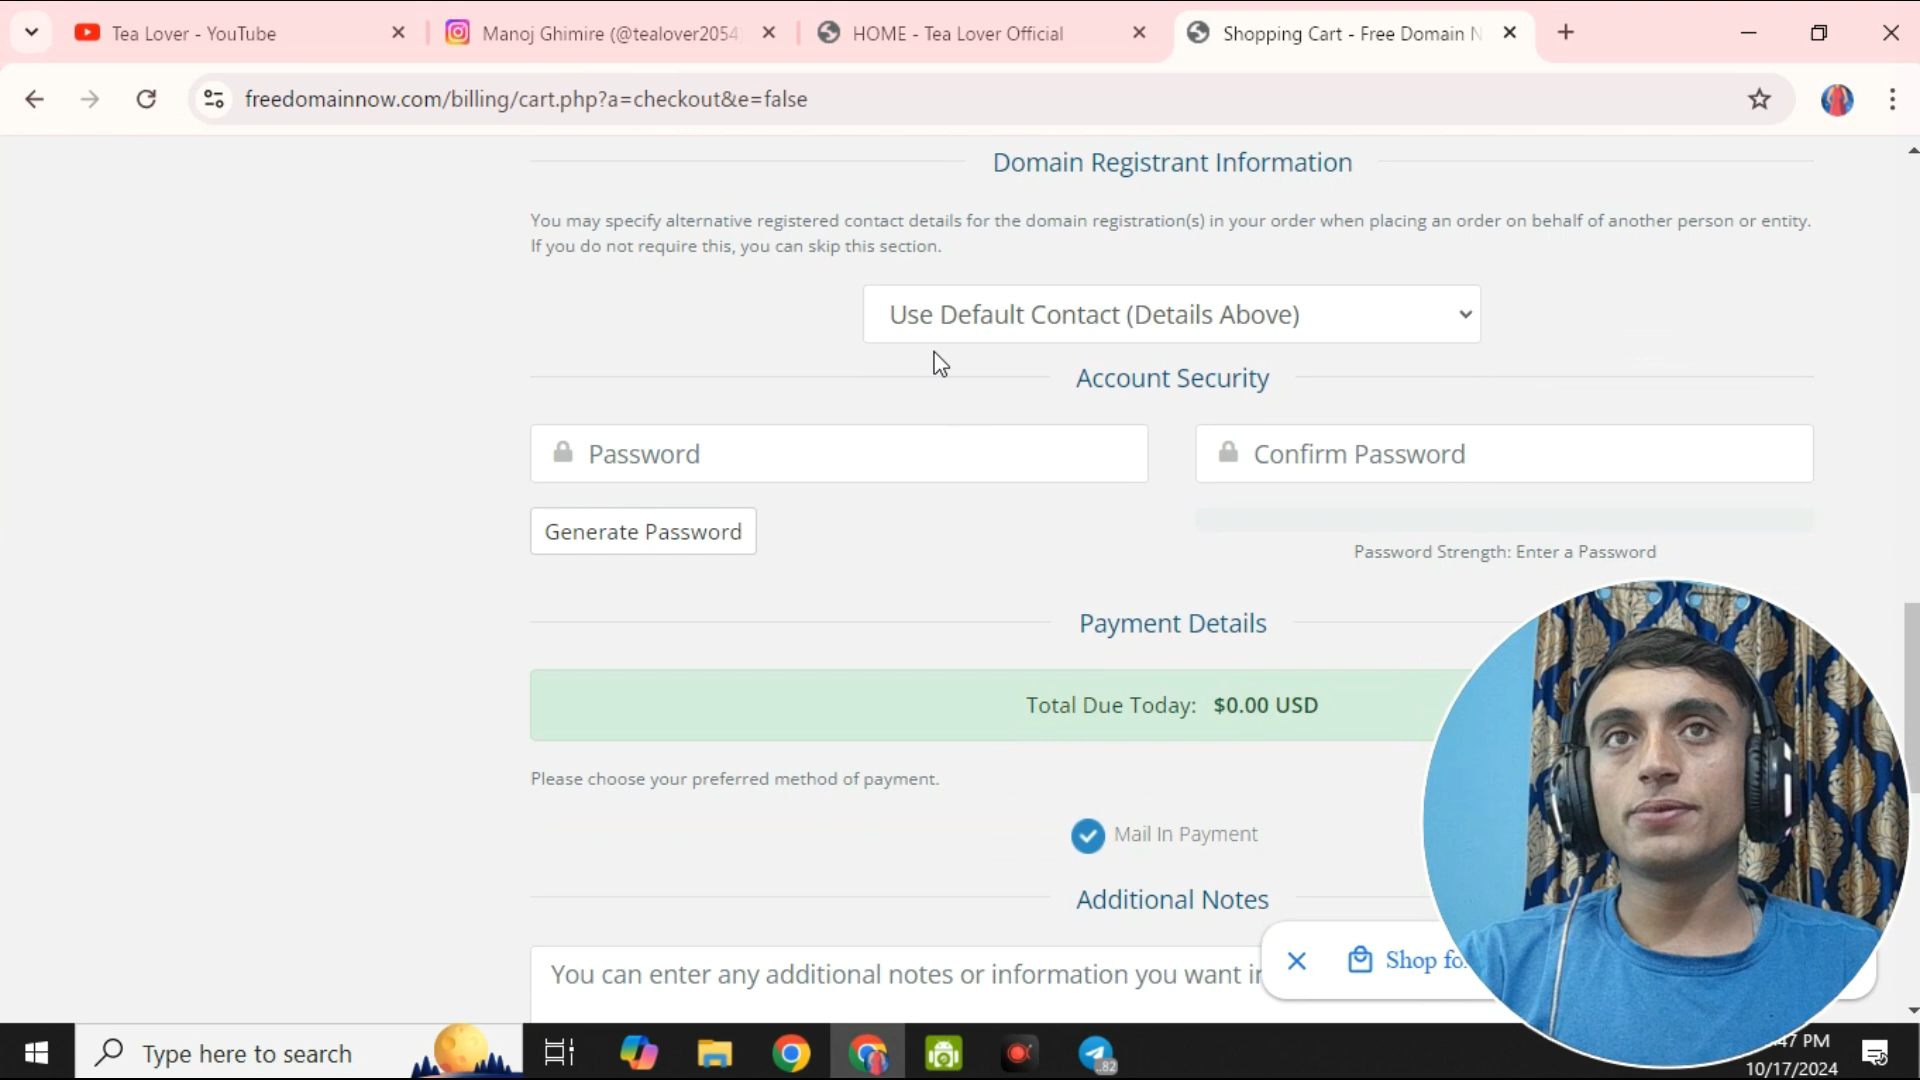 Tea Lover - YouTube
Manoj Ghimire (@tealover2054
HOME - Tea Lover Official
Shopping Cart - Free Domain N
freedomainnow.com/billing/cart.php?a=checkout&e=false
Domain Registrant Information
You may specify alternative registered contact details for the domain registration(s) in your order when placing an order on behalf of another person or entity.
If you do not require this, you can skip this section.
Use Default Contact (Details Above)
Account Security
Password
Confirm Password
Generate Password
Password Strength: Enter a Password
Payment Details
Total Due Today: $0.00 USD
Please choose your preferred method of payment.
Mail In Payment
Additional Notes
You can enter any additional notes or information you want
Shop
Type here to search
82
47 PM
10/17/2024